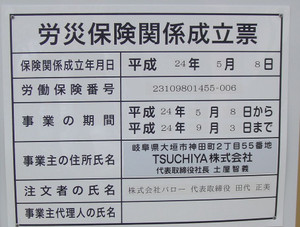 労災保険関係成立票
保険関係成立年月日 平成 24年 5月 8日
労働保険番号 23109801455-006
事業の期間 平成 24年 5月 8日から
平成 24年 9月 3日まで
事業主の住所氏名 岐阜県大垣市神田町2丁目55番地
TSUCHIYA株式会社
代表取締役社長 土屋智義
注文者の氏名 株式会社バロー 代表取締役 田代 正美
事業主代理人の氏名